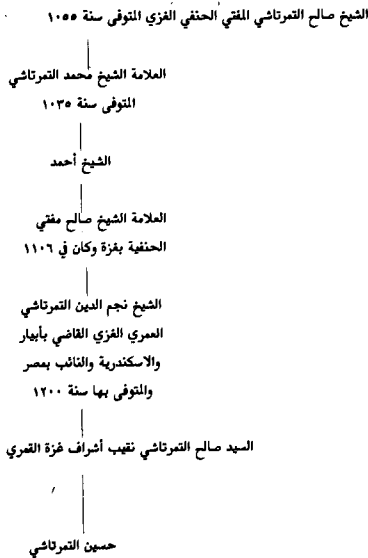 الشيخ صالح التمرتاشي المفتي الحنفي الغزي المتوفى سنة ١٠٥٥
العلامة الشيخ محمد التمرتاشي
المتوفى سنة ١٠٣٥
الشيخ أحمد
العلامة الشيخ صالح مفتي
الحنفية بغزة وكان في ١١٠٦
الشيخ نجم الدين التمرتاشي
العمري الغزي القاضي بأبيار
والاسكندرية والنائب بمصر
والمتوفى بها سنة ١٢٠٠
السيد صالح التمرتاشي نقيب أشراف غزة القمري
حسين التمرتاشي